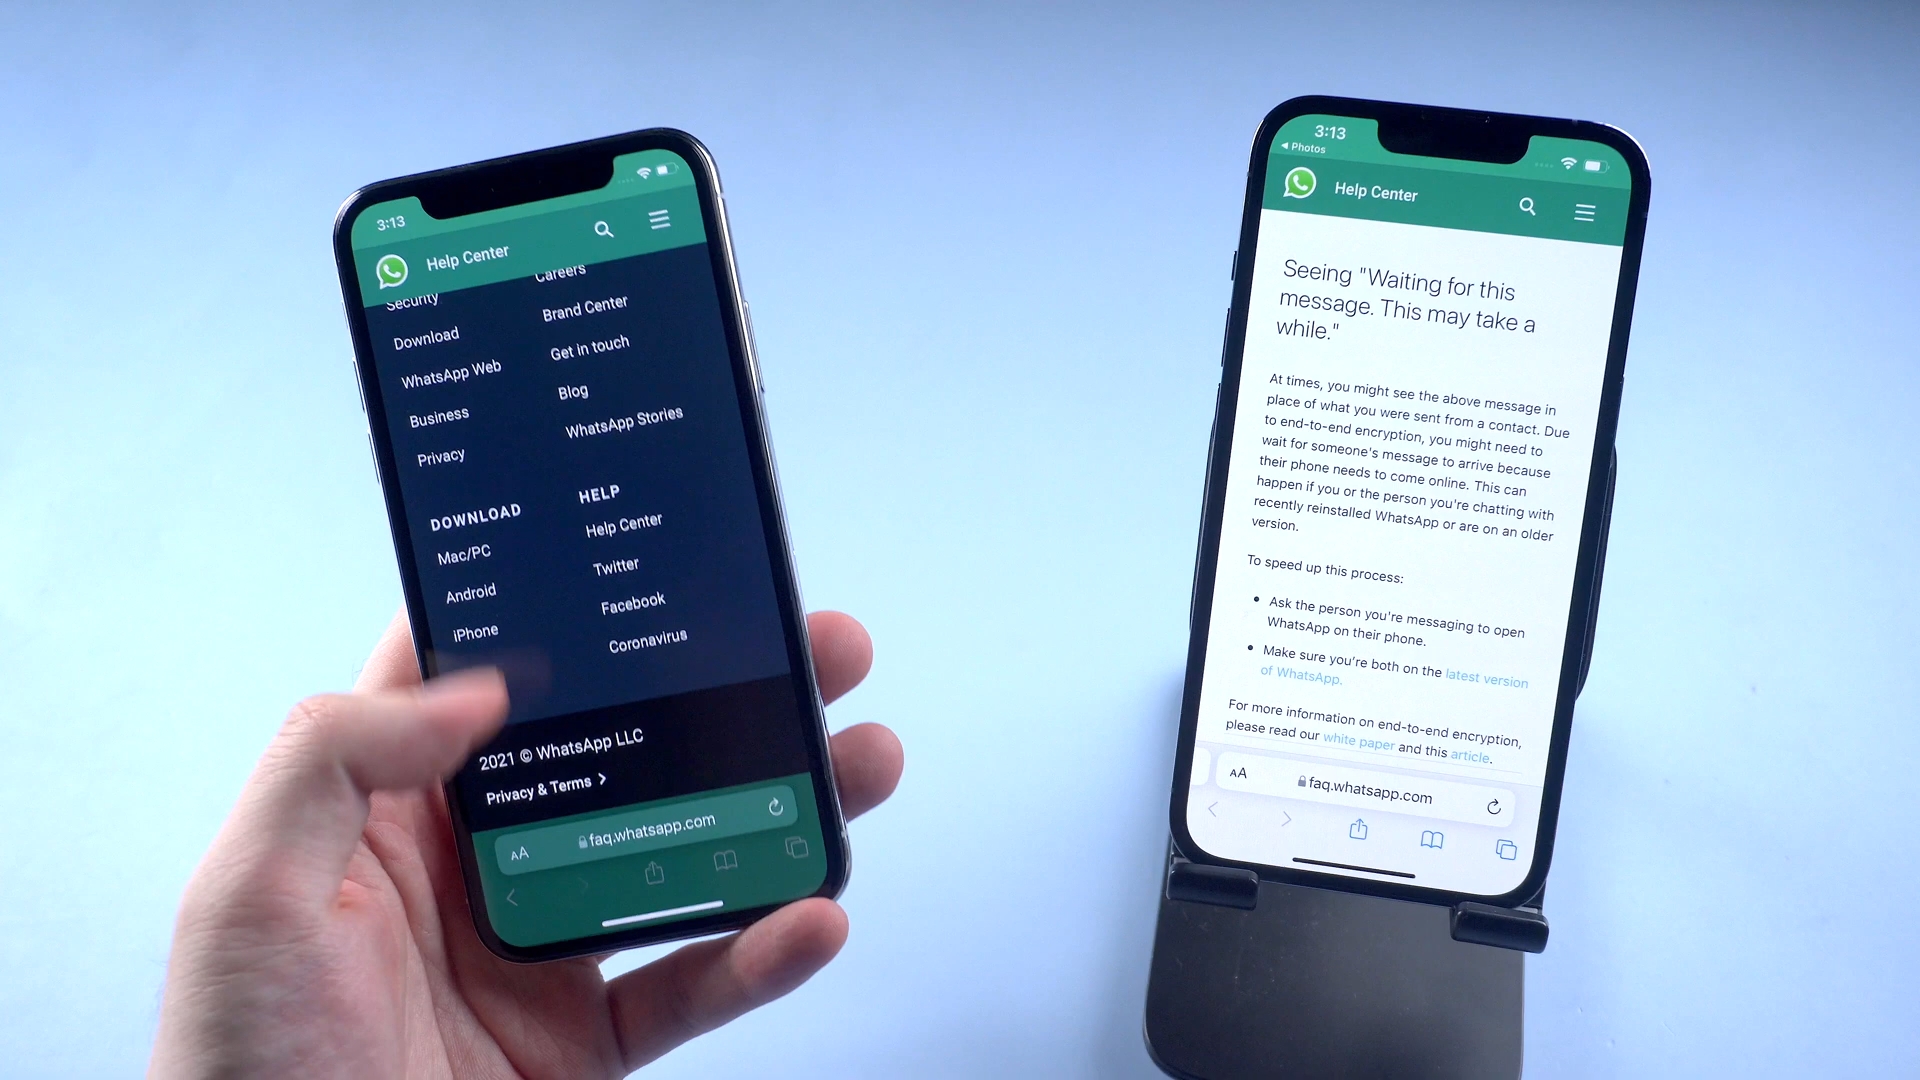 3:13
Help Center
Security
Download
WhatsApp Web
Business
Privacy
Careers
Brand Center
Get in touch
Blog
WhatsApp Stories
DOWNLOAD
Mac/PC
Android
iPhone
HELP
Help Center
Twitter
Facebook
Coronavirus
2021 © WhatsApp LLC
Privacy & Terms >
AA
faq.whatsapp.com
3:13
◀ Photos
Help Center
Seeing "Waiting for this
message. This may take a
while."
At times, you might see the above message in
place of what you were sent from a contact. Due
to end-to-end encryption, you might need to
wait for someone's message to arrive because
their phone needs to come online. This can
happen if you or the person you're chatting with
recently reinstalled WhatsApp or are on an older
version.
To speed up this process:
• Ask the person you're messaging to open
WhatsApp on their phone.
• Make sure you're both on the latest version
of WhatsApp.
For more information on end-to-end encryption,
please read our white paper and this article.
AA
faq.whatsapp.com